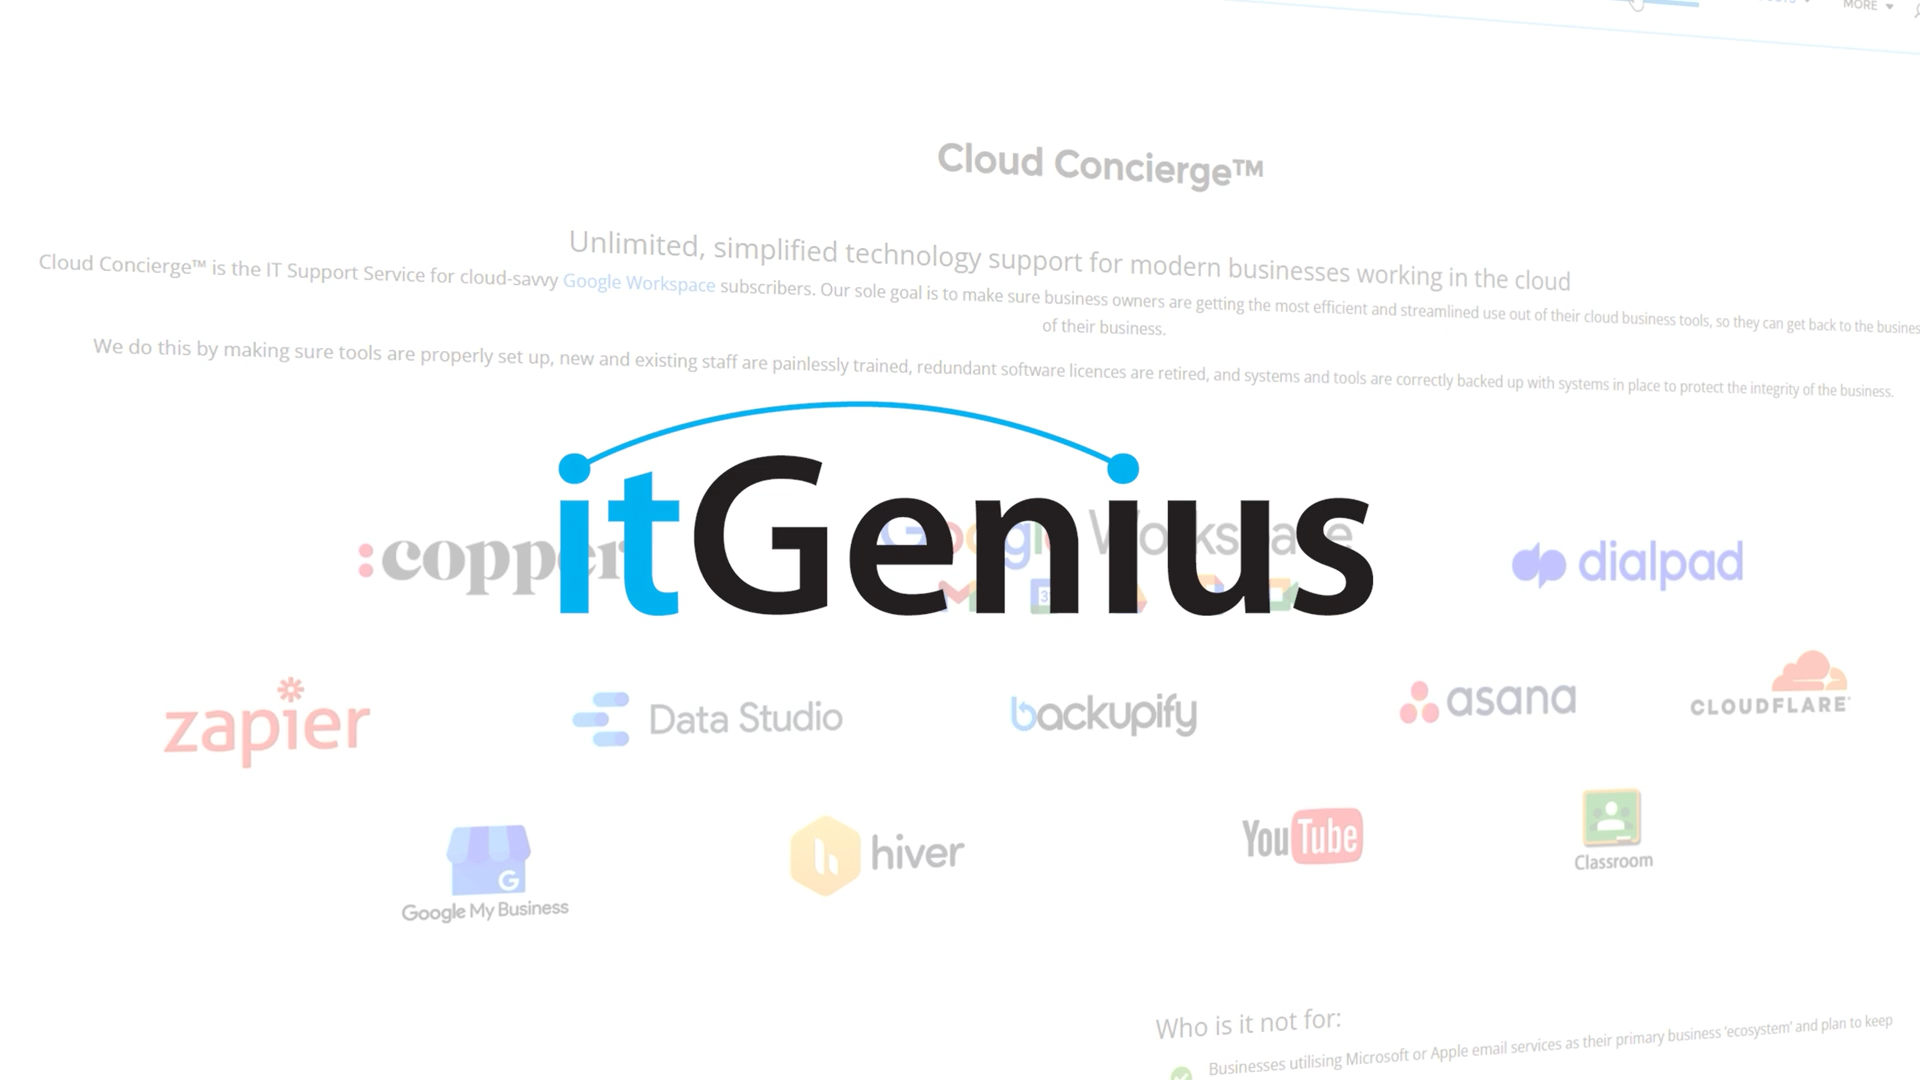 MORE
Cloud Concierge™
Unlimited, simplified technology support for modern businesses working in the cloud
Cloud Concierge™ is the IT Support Service for cloud-savvy Google Workspace subscribers. Our sole goal is to make sure business owners are getting the most efficient and streamlined use out of their cloud business tools, so they can get back to the
of their business.
We do this by making sure tools are properly set up, new and existing staff are painlessly trained, redundant software licences are retired, and systems and tools are correctly backed up with systems in place to protect the integrity of the business.
itGenius
copper
Google Workspace
dialpad
31
zapier
Data Studio
backupify
asana
CLOUDFLARE
G
Google My Business
hiver
YouTube
Classroom
Who is it not for:
Businesses utilising Microsoft or Apple email services as their primary business 'ecosystem' and plan to keep